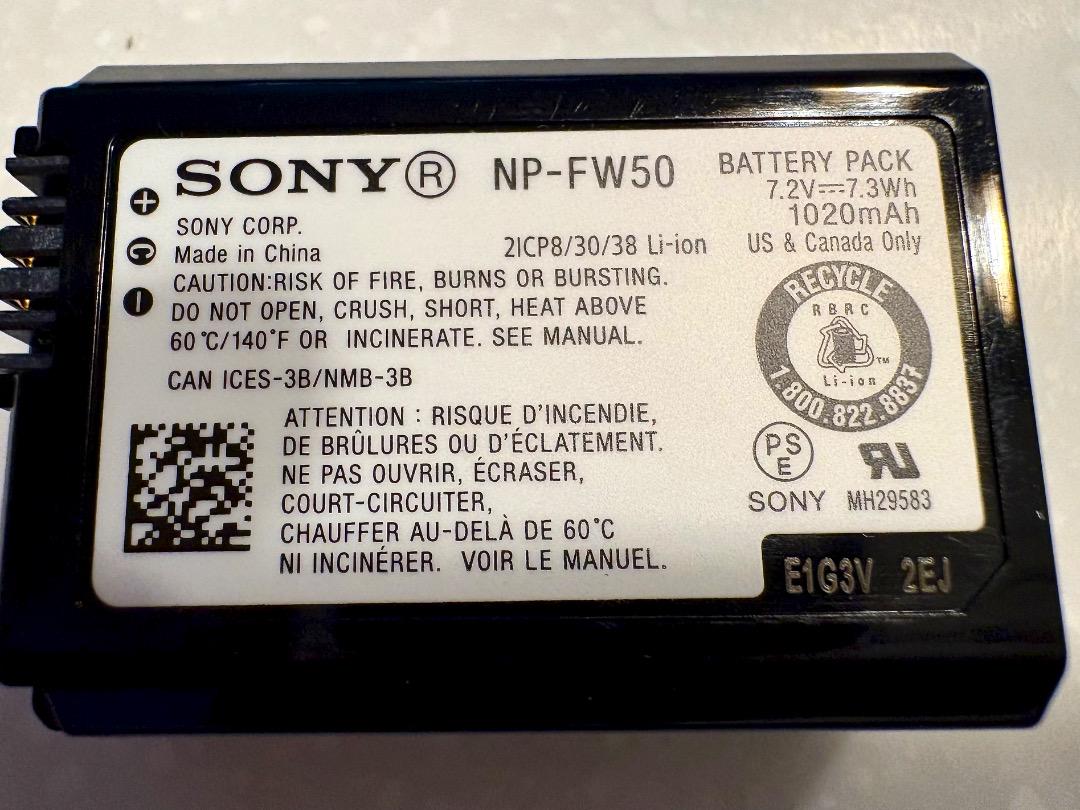 SONY® NP-FW50 BATTERY PACK
7.2V⎓7.3Wh
1020mAh
SONY CORP.
Made in China 2ICP8/30/38 Li-ion US & Canada Only
CAUTION:RISK OF FIRE, BURNS OR BURSTING.
DO NOT OPEN, CRUSH, SHORT, HEAT ABOVE
60℃/140°F OR INCINERATE. SEE MANUAL.
CAN ICES-3B/NMB-3B
ATTENTION : RISQUE D'INCENDIE,
DE BRÛLURES OU D'ÉCLATEMENT.
NE PAS OUVRIR, ÉCRASER,
COURT-CIRCUITER,
CHAUFFER AU-DELÀ DE 60°C
NI INCINÉRER. VOIR LE MANUEL.
+
C
-
RECYCLE
RBRC
TM
Li-ion
1.800.822.8837
PS
E
RU
SONY MH29583
E1G3V 2EJ